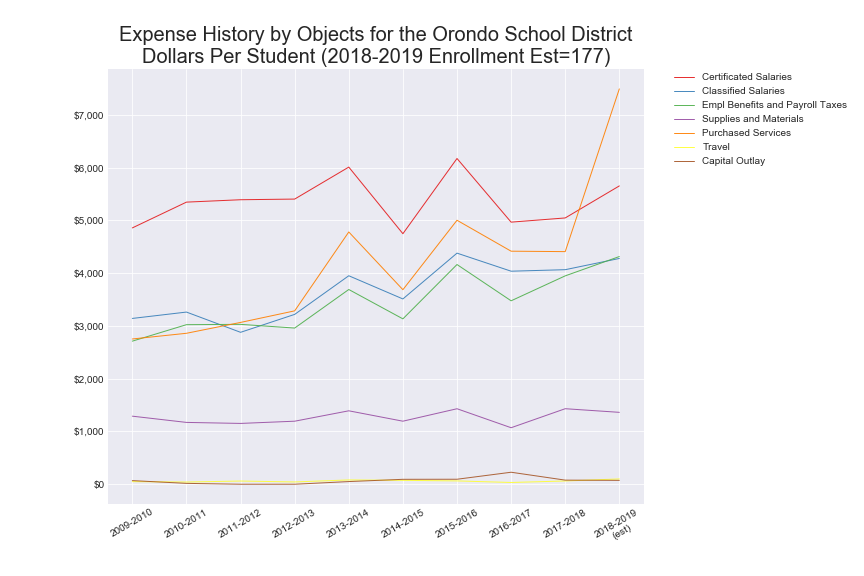 Expense History by Objects for the Orondo School District
Dollars Per Student (2018-2019 Enrollment Est=177)
Certificated Salaries
Classified Salaries
Empl Benefits and Payroll Taxes
Supplies and Materials
Purchased Services
Travel
Capital Outlay
$7,000
$6,000
$5,000
$4,000
$3,000
$2,000
$1,000
$0
2009-2010
2010-2011
2011-2012
2012-2013
2013-2014
2014-2015
2015-2016
2016-2017
2017-2018
2018-2019
(est)